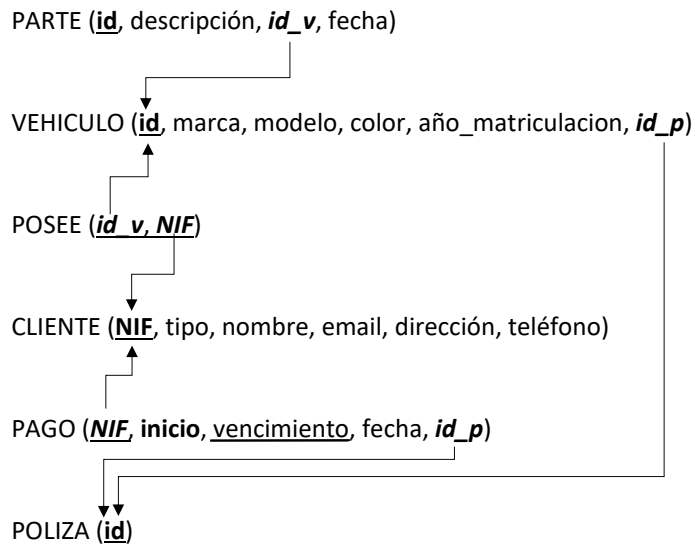 PARTE (id, descripción, id_v, fecha)
VEHICULO (id, marca, modelo, color, año_matriculacion, id_p)
POSEE (id_v, NIF)
CLIENTE (NIF, tipo, nombre, email, dirección, teléfono)
PAGO (NIF, inicio, vencimiento, fecha, id_p)
POLIZA (id)